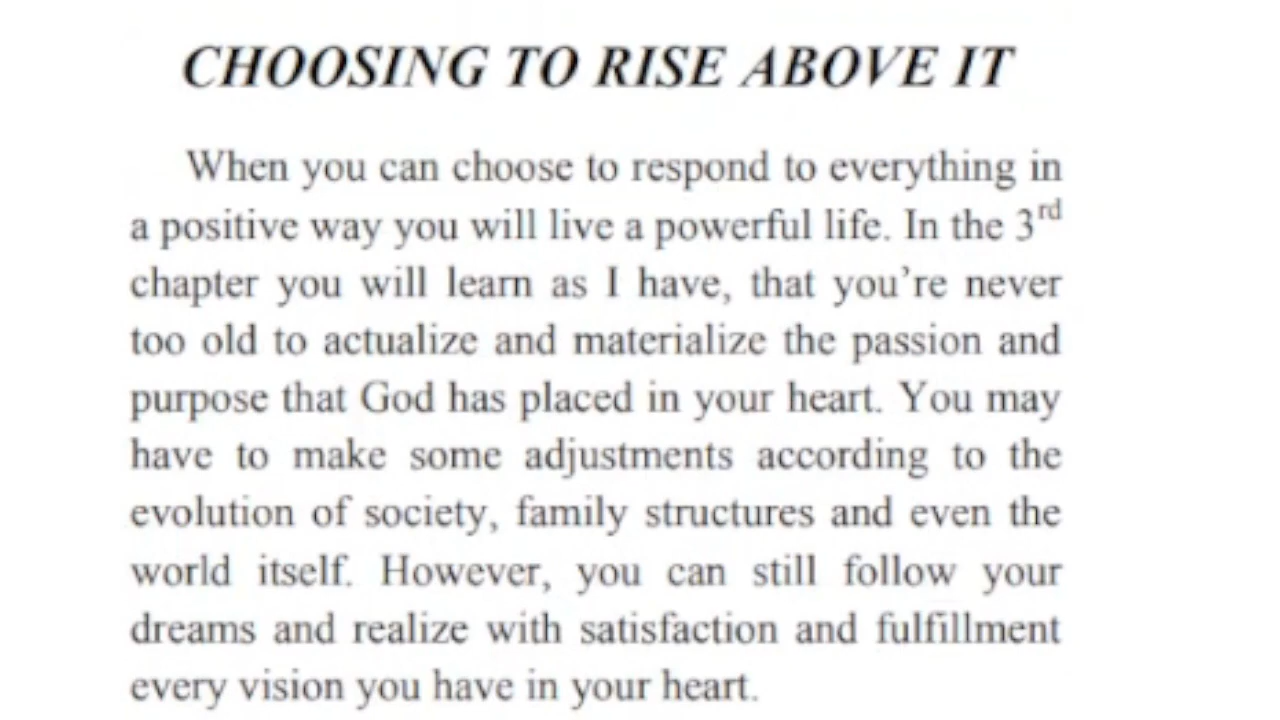 CHOOSING TO RISE ABOVE IT
When you can choose to respond to everything in
a positive way you will live a powerful life. In the 3rd
chapter you will learn as I have, that you're never
too old to actualize and materialize the passion and
purpose that God has placed in your heart. You may
have to make some adjustments according to the
evolution of society, family structures and even the
world itself. However, you can still follow your
dreams and realize with satisfaction and fulfillment
every vision you have in your heart.